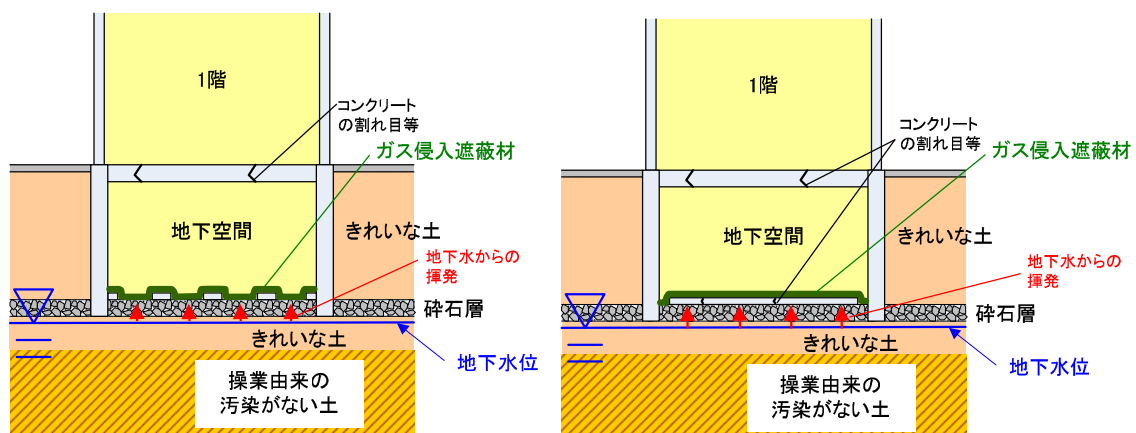 1階
コンクリート
の割れ目等
ガス侵入遮蔽材
地下空間
きれいな土
地下水からの
揮発
砕石層
きれいな土
地下水位
操業由来の
汚染がない土
1階
コンクリート
の割れ目等
ガス侵入遮蔽材
地下空間
きれいな土
地下水からの
揮発
砕石層
きれいな土
地下水位
操業由来の
汚染がない土